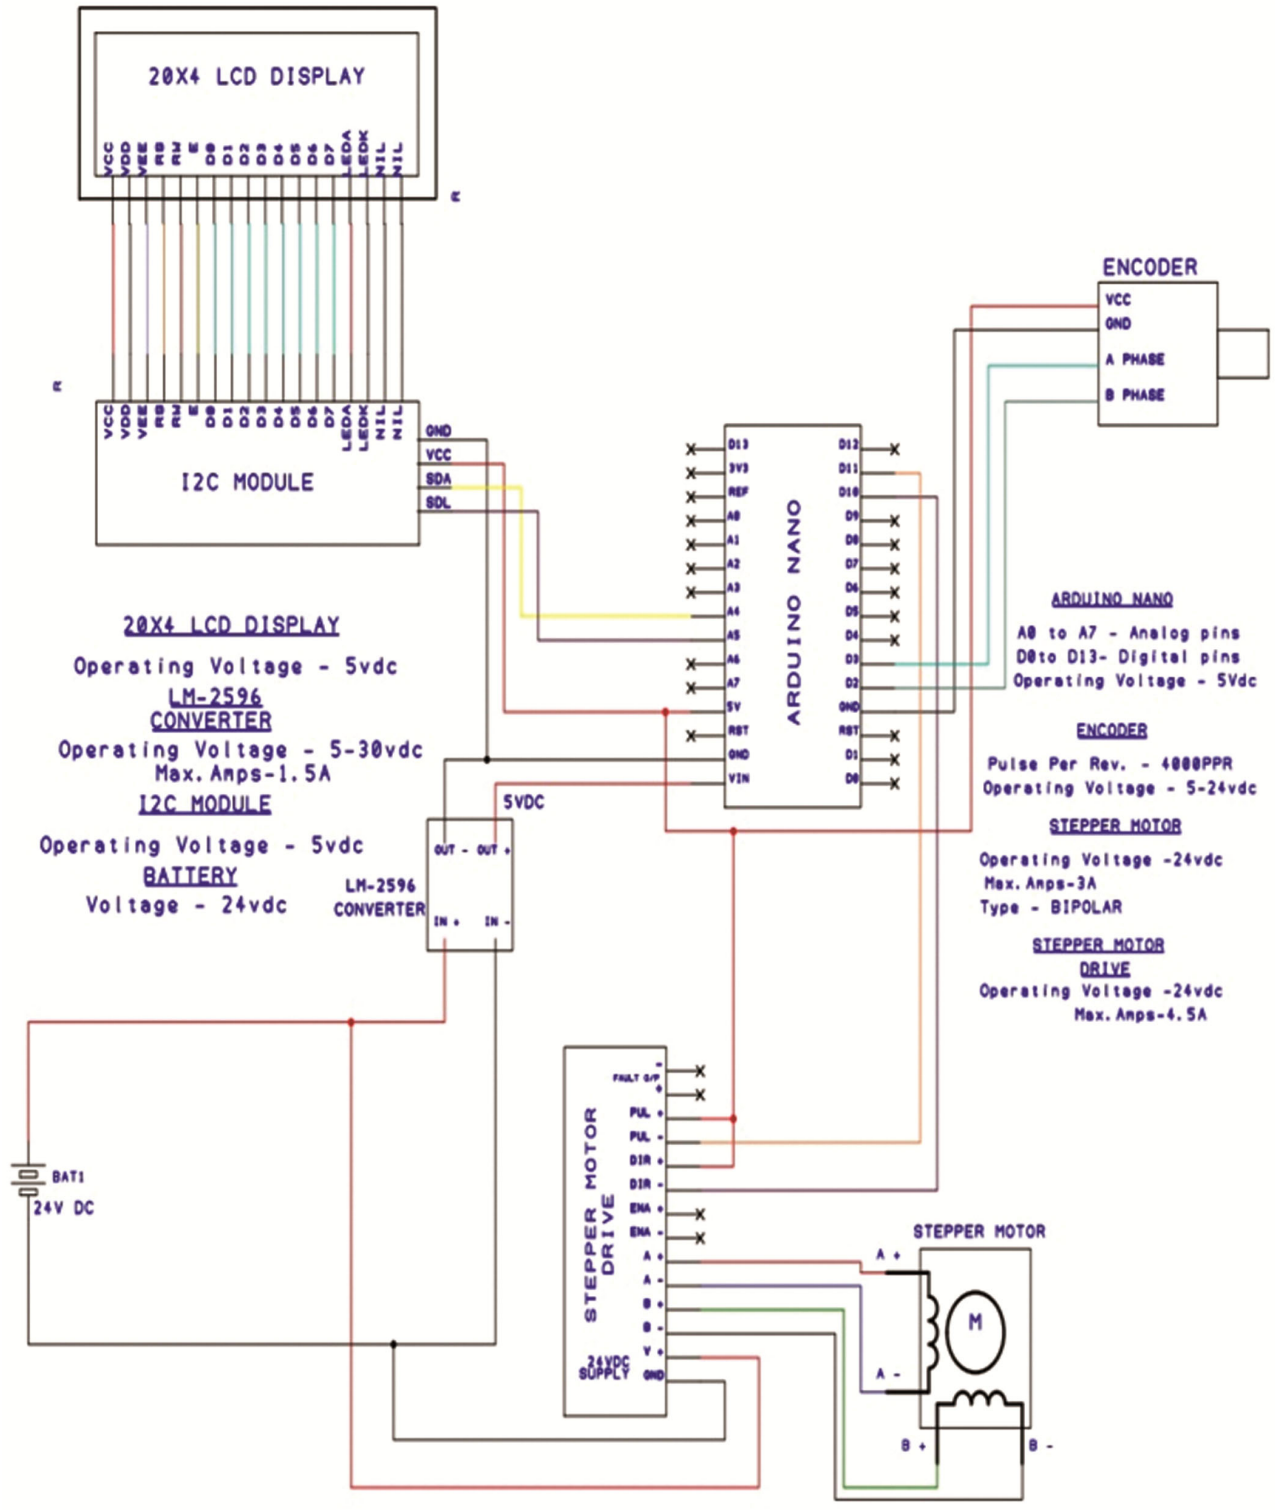 20X4 LCD DISPLAY
VCC VDD VEE RS RW E D0 D1 D2 D3 D4 D5 D6 D7 LEDA LEDK NIL NIL
VCC VDD VEE RS RW E D0 D1 D2 D3 D4 D5 D6 D7 LEDA LEDK NIL NIL
I2C MODULE
GND
VCC
SDA
SDL
ENCODER
VCC
GND
A PHASE
B PHASE
D13
3V3
REF
A0
A1
A2
A3
A4
A5
A6
A7
5V
RST
GND
VIN
ARDUINO NANO
D12
D11
D10
D9
D8
D7
D6
D5
D4
D3
D2
GND
RST
D1
D0
20X4 LCD DISPLAY
Operating Voltage - 5vdc
LM-2596
CONVERTER
Operating Voltage - 5-30vdc
Max.Amps-1.5A
I2C MODULE
Operating Voltage - 5vdc
BATTERY
Voltage - 24vdc
5VDC
OUT - OUT +
LM-2596
CONVERTER
IN + IN -
ARDUINO NANO
A0 to A7 - Analog pins
D0to D13- Digital pins
Operating Voltage - 5Vdc
ENCODER
Pulse Per Rev. - 4000PPR
Operating Voltage - 5-24vdc
STEPPER MOTOR
Operating Voltage -24vdc
Max.Amps-3A
Type - BIPOLAR
STEPPER MOTOR
DRIVE
Operating Voltage -24vdc
Max.Amps-4.5A
BAT1
24V DC
STEPPER MOTOR
DRIVE
-
FAULT O/P
+
PUL +
PUL -
DIR +
DIR -
ENA +
ENA -
A +
A -
B +
B -
V +
24VDC
SUPPLY
GND
STEPPER MOTOR
A +
M
A -
B +
B -